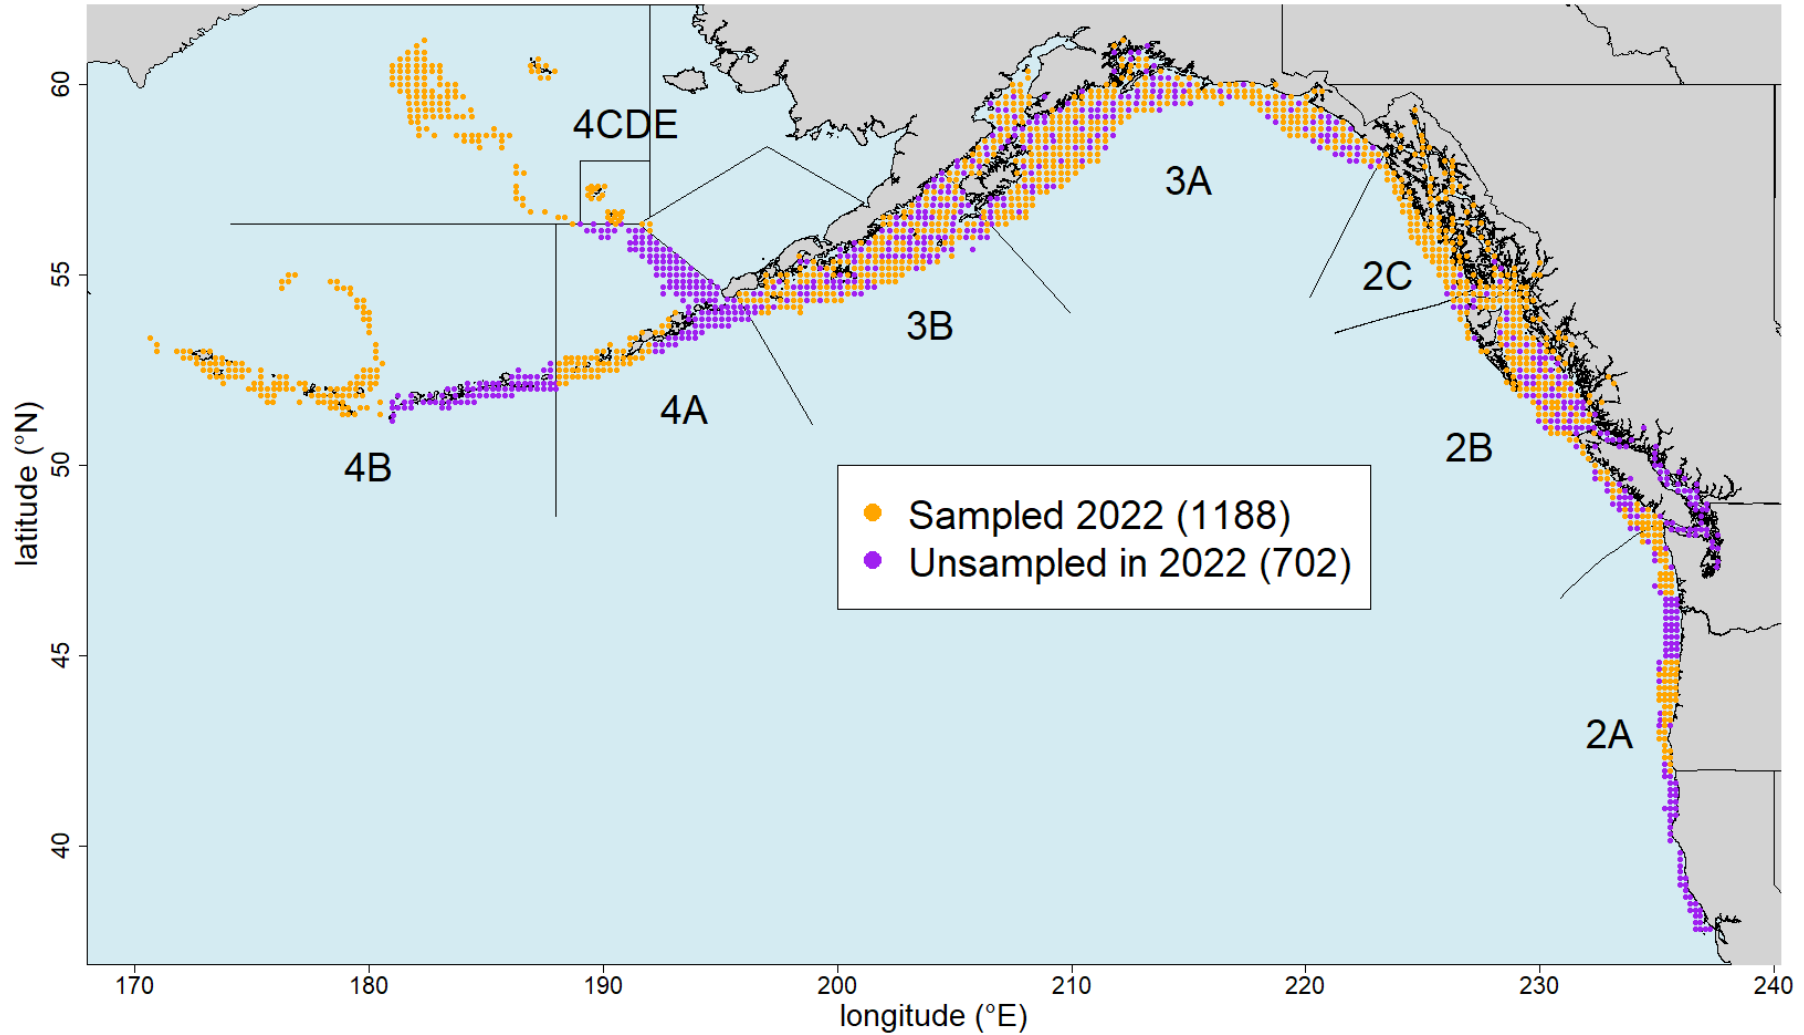 60
55
50
45
40
latitude (°N)
4CDE
3A
2C
3B
4A
2B
4B
Sampled 2022 (1188)
Unsampled in 2022 (702)
2A
170
180
190
200
210
220
230
240
longitude (°E)